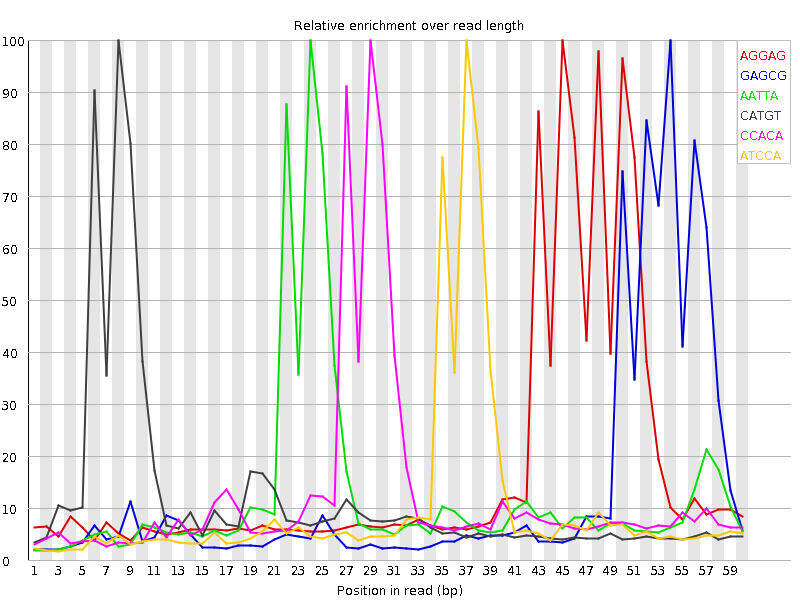 Relative enrichment over read length
100
90
80
70
60
50
40
30
20
10
0
AGGAG
GAGCG
AATTA
CATGT
CCACA
ATCCA
1 3 5 7 9 11 13 15 17 19 21 23 25 27 29 31 33 35 37 39 41 43 45 47 49 51 53 55 57 59
Position in read (bp)